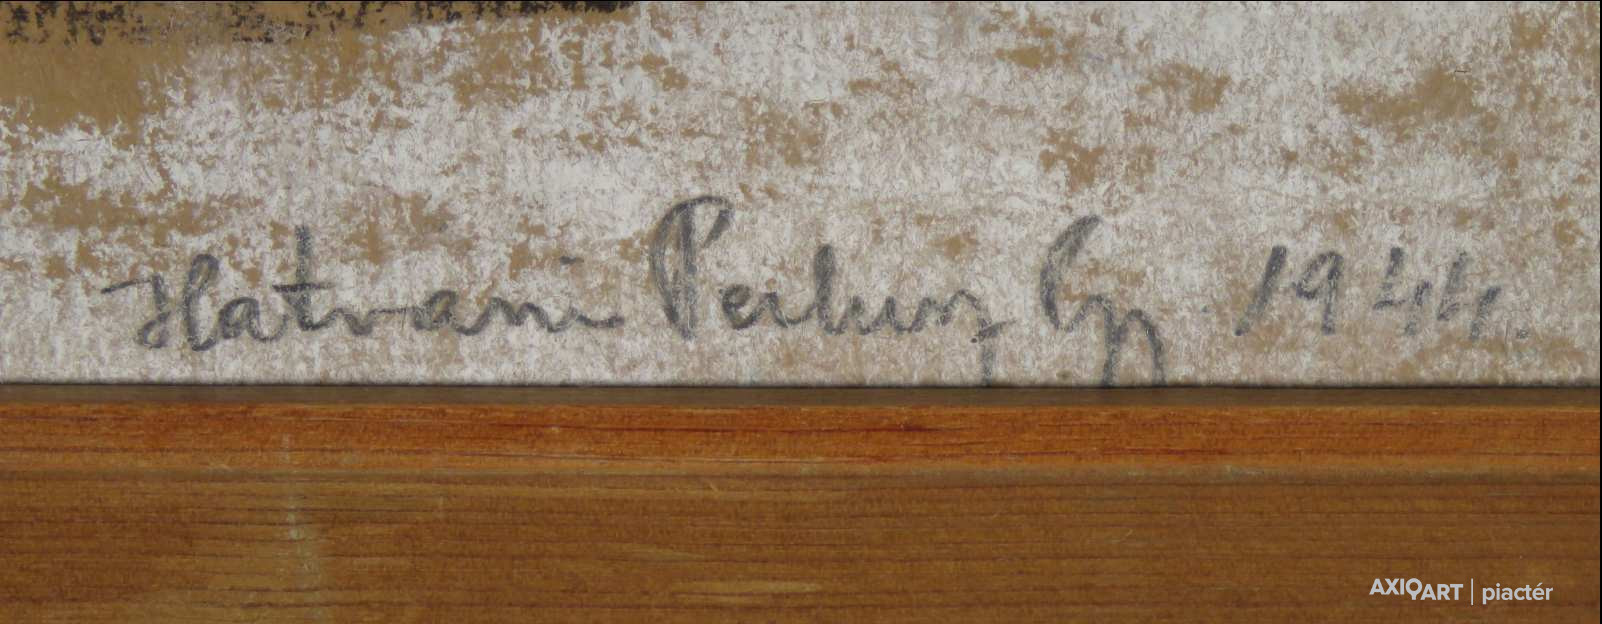 Hatvani Perlusz Gy. 1944.
AXIOART | piactér